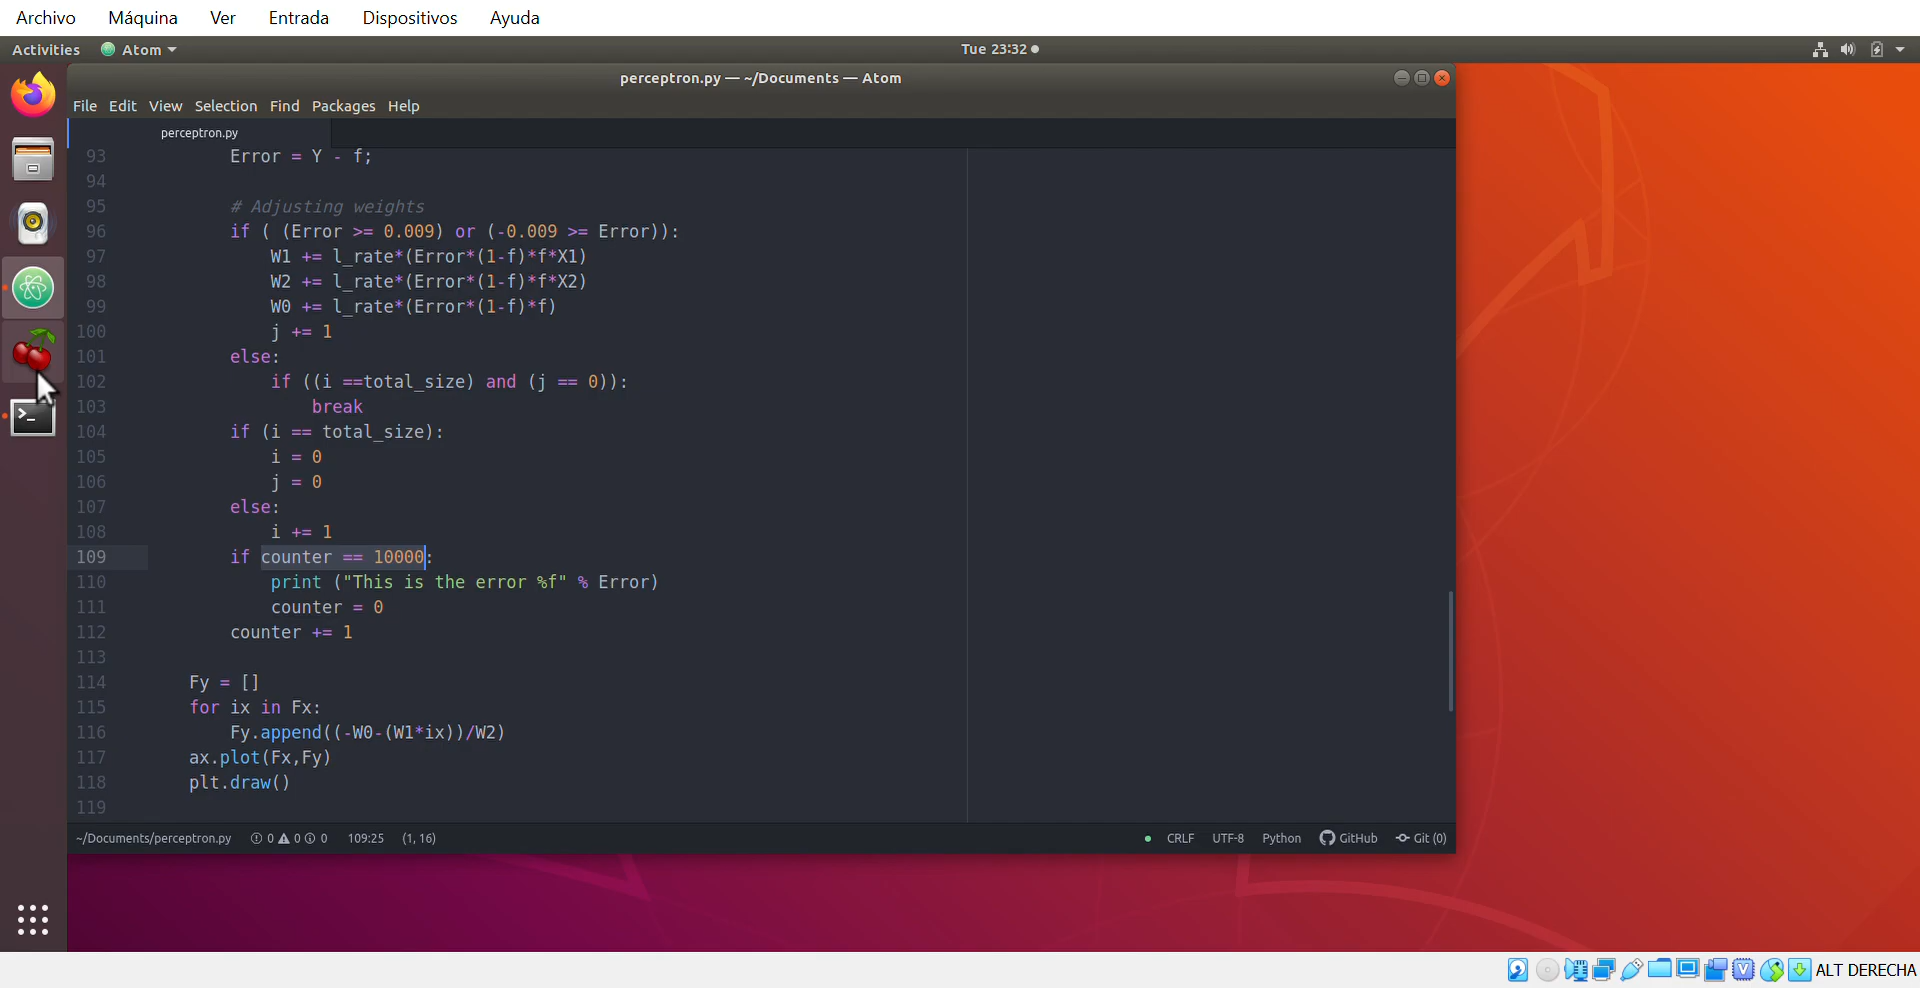 Archivo Máquina Ver Entrada Dispositivos Ayuda
Activities Atom Tue 23:32
perceptron.py — ~/Documents — Atom
File Edit View Selection Find Packages Help
perceptron.py
93 Error = Y - f;
94
95 # Adjusting weights
96 if ( (Error >= 0.009) or (-0.009 >= Error)):
97 W1 += l_rate*(Error*(1-f)*f*X1)
98 W2 += l_rate*(Error*(1-f)*f*X2)
99 W0 += l_rate*(Error*(1-f)*f)
100 j += 1
101 else:
102 if ((i ==total_size) and (j == 0)):
103 break
104 if (i == total_size):
105 i = 0
106 j = 0
107 else:
108 i += 1
109 if counter == 10000:
110 print ("This is the error %f" % Error)
111 counter = 0
112 counter += 1
113
114 Fy = []
115 for ix in Fx:
116 Fy.append((-W0-(W1*ix))/W2)
117 ax.plot(Fx,Fy)
118 plt.draw()
119
~/Documents/perceptron.py 0 0 0 109:25 (1, 16) CRLF UTF-8 Python GitHub Git (0)
ALT DERECHA